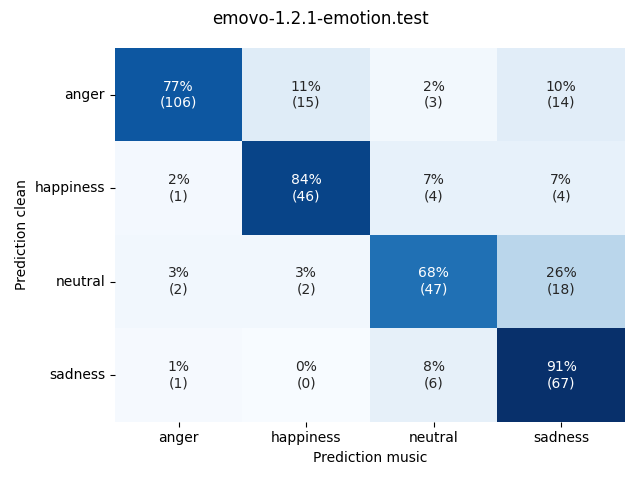 emovo-1.2.1-emotion.test
Prediction clean
anger
77%
(106)
11%
(15)
2%
(3)
10%
(14)
happiness
2%
(1)
84%
(46)
7%
(4)
7%
(4)
neutral
3%
(2)
3%
(2)
68%
(47)
26%
(18)
sadness
1%
(1)
0%
(0)
8%
(6)
91%
(67)
anger
happiness
neutral
sadness
Prediction music